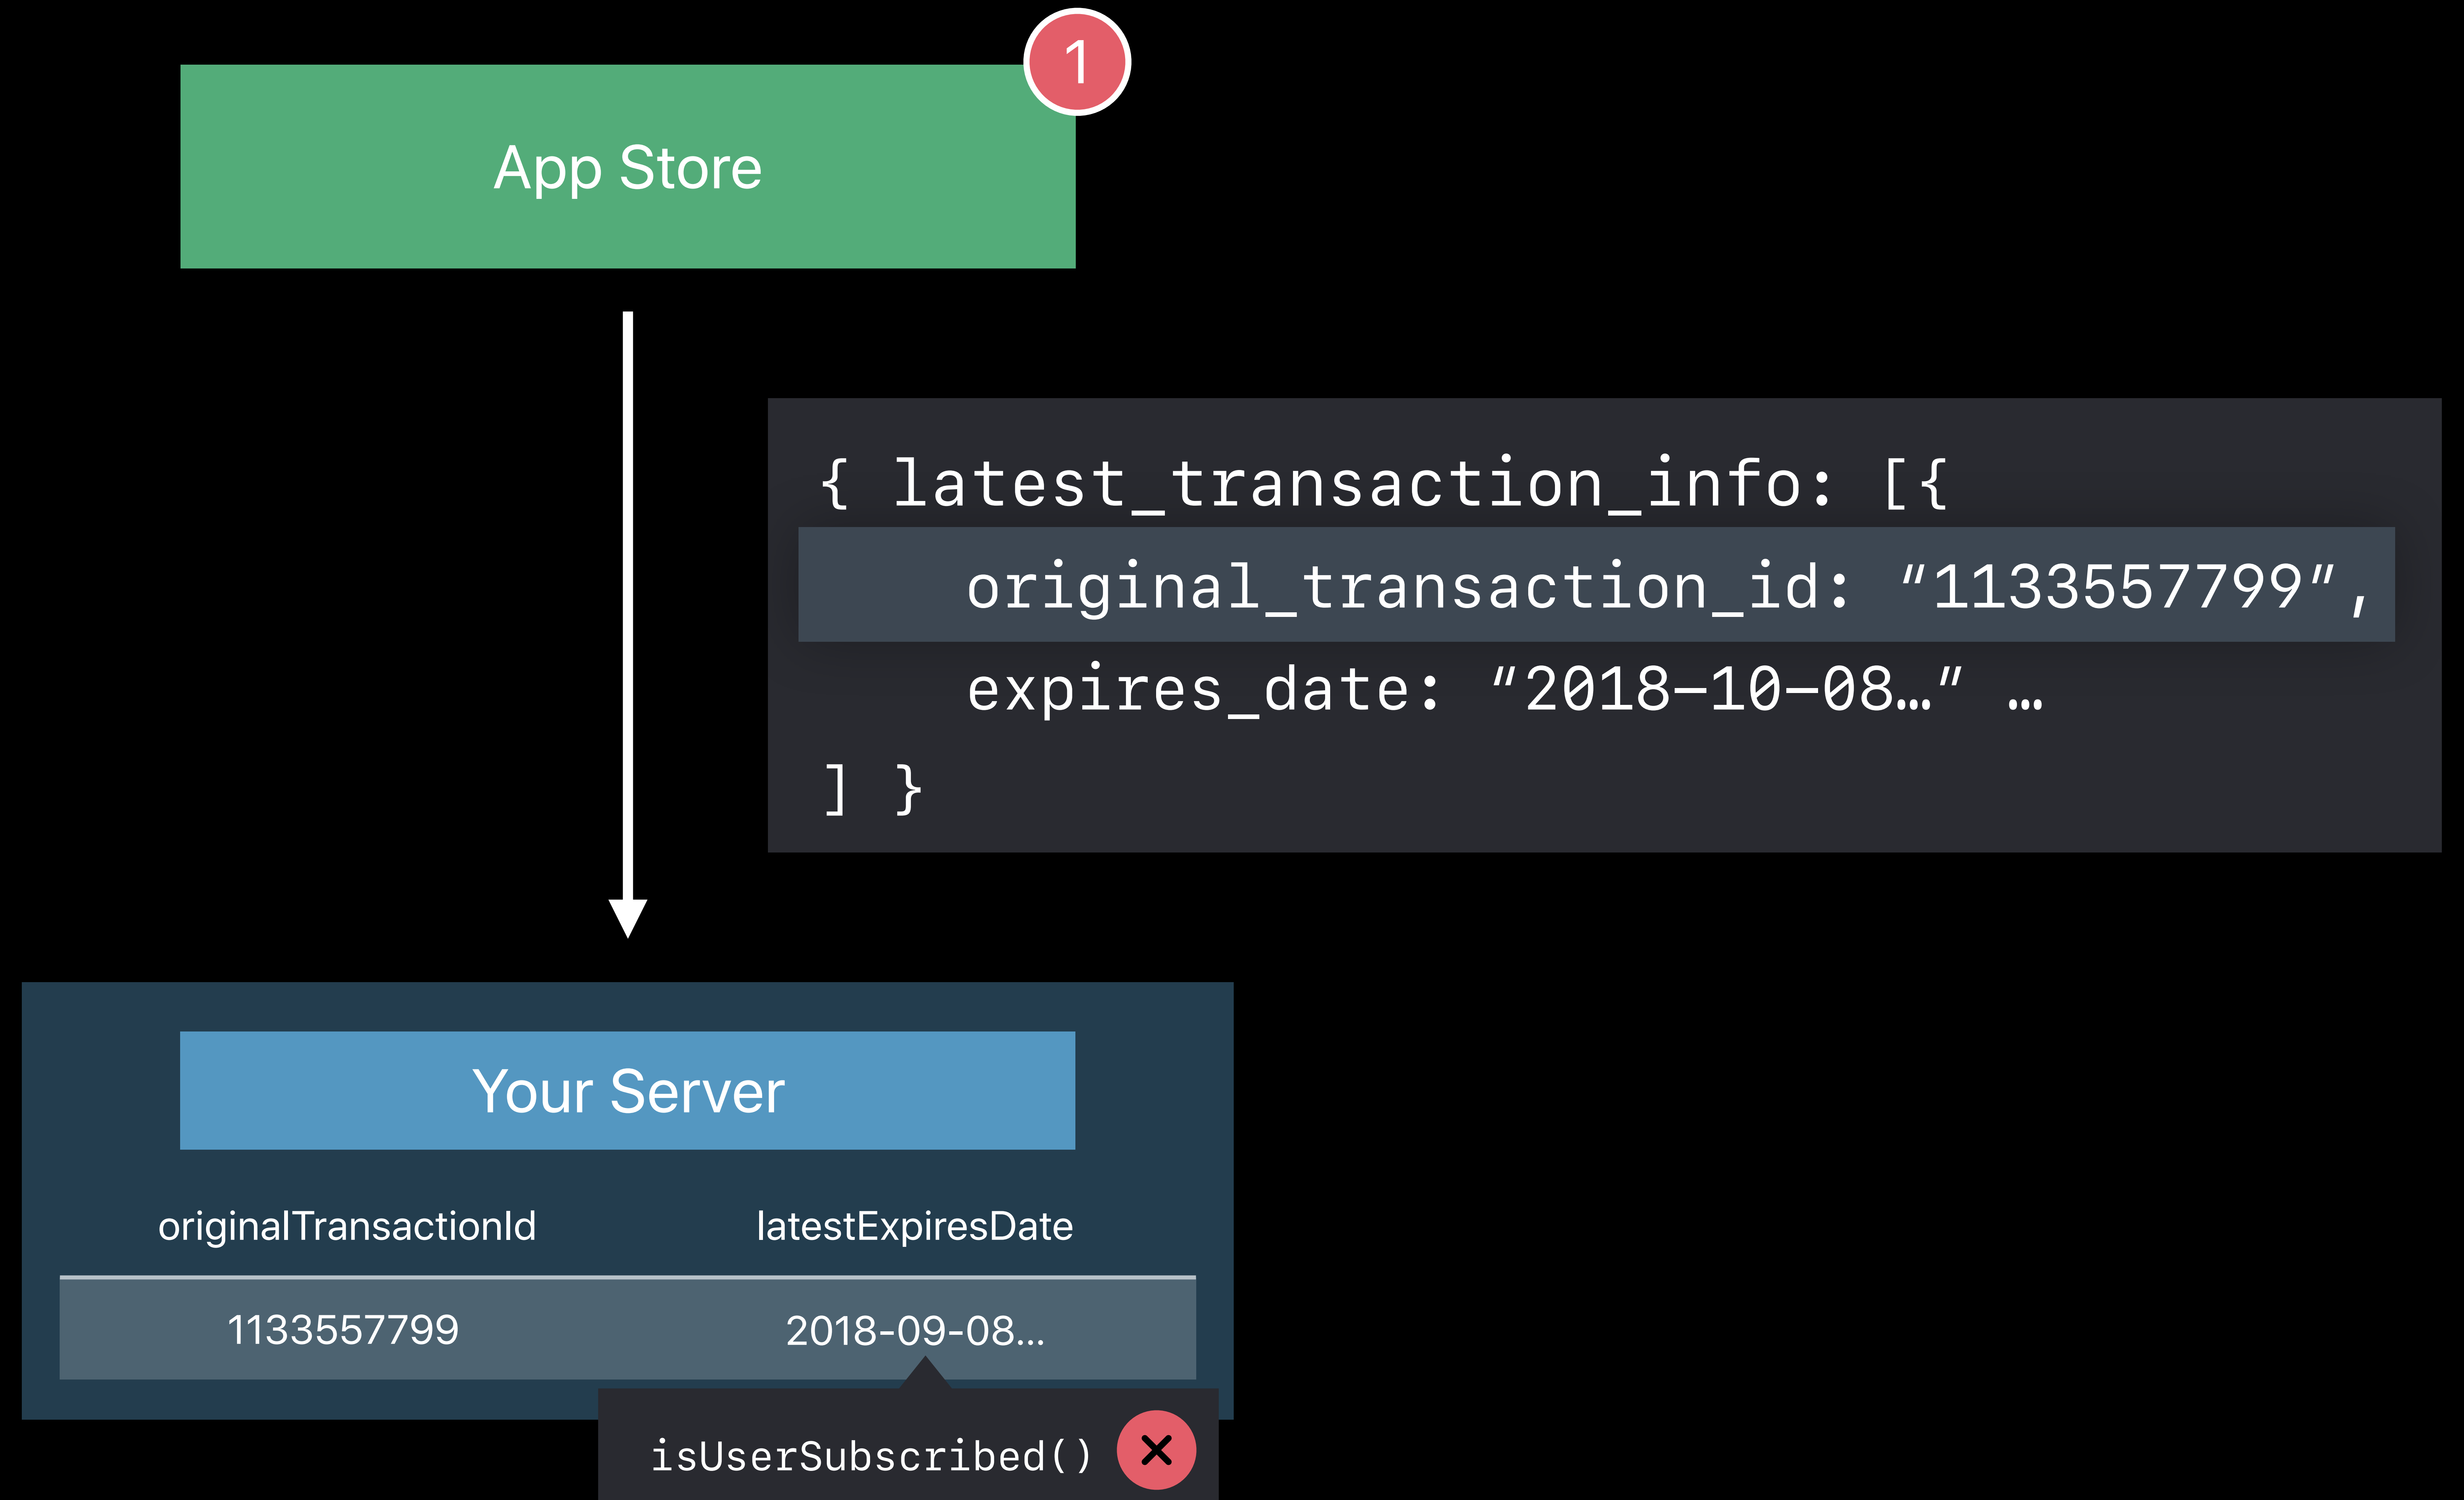 1
App Store
{ latest_transaction_info: [{
original_transaction_id: “1133557799”,
expires_date: “2018-10-08…” …
] }
Your Server
originalTransactionId latestExpiresDate
1133557799 2018-09-08...
isUserSubscribed()